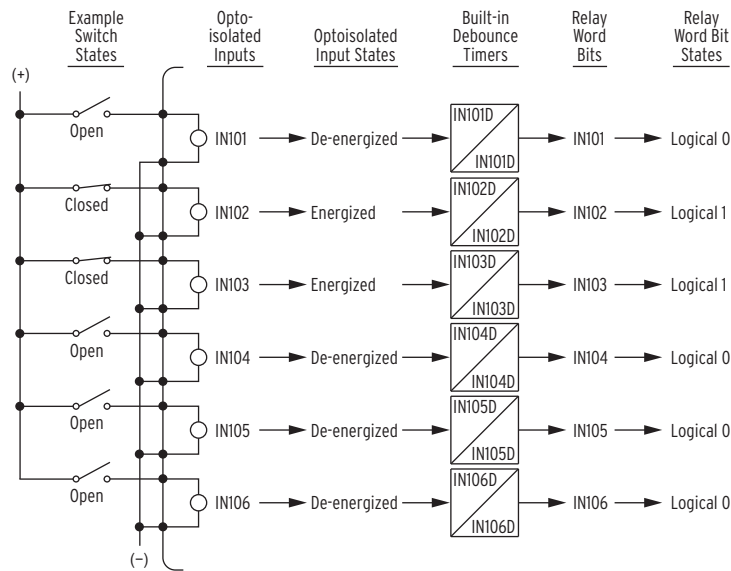 Example
Switch
States
Opto-
isolated
Inputs
Optoisolated
Input States
Built-in
Debounce
Timers
Relay
Word
Bits
Relay
Word Bit
States
(+)
Open
IN101
De-energized
IN101D
IN101D
IN101
Logical 0
Closed
IN102
Energized
IN102D
IN102D
IN102
Logical 1
Closed
IN103
Energized
IN103D
IN103D
IN103
Logical 1
Open
IN104
De-energized
IN104D
IN104D
IN104
Logical 0
Open
IN105
De-energized
IN105D
IN105D
IN105
Logical 0
Open
IN106
De-energized
IN106D
IN106D
IN106
Logical 0
(−)